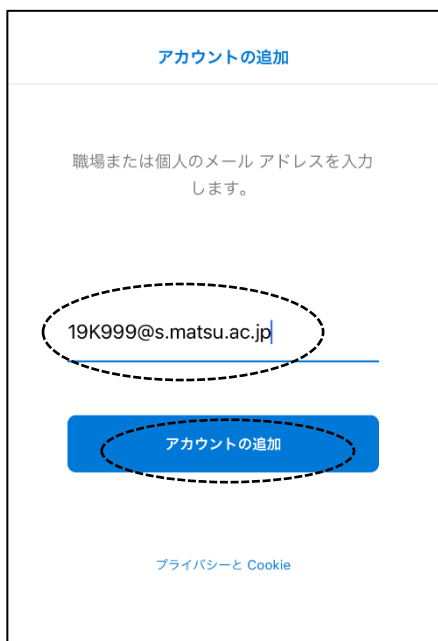 アカウントの追加
職場または個人のメール アドレスを入力
します。
19K999@s.matsu.ac.jp
アカウントの追加
プライバシーと Cookie